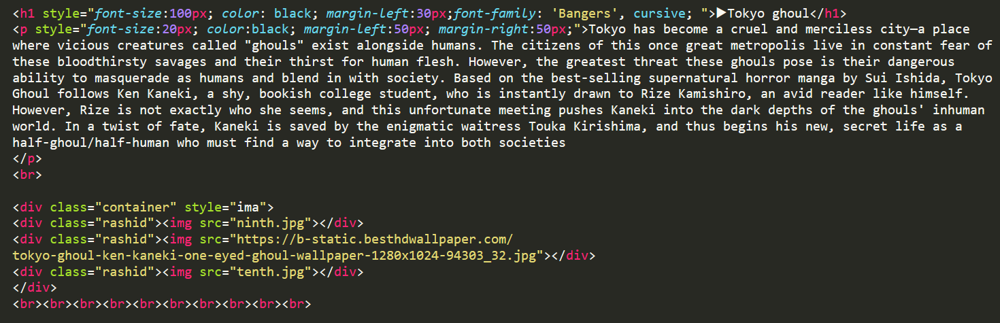 <h1 style="font-size:100px; color: black; margin-left:30px;font-family: 'Bangers', cursive; ">▶Tokyo ghoul</h1>
<p style="font-size:20px; color:black; margin-left:50px; margin-right:50px;">Tokyo has become a cruel and merciless city—a place
where vicious creatures called "ghouls" exist alongside humans. The citizens of this once great metropolis live in constant fear of
these bloodthirsty savages and their thirst for human flesh. However, the greatest threat these ghouls pose is their dangerous
ability to masquerade as humans and blend in with society. Based on the best-selling supernatural horror manga by Sui Ishida, Tokyo
Ghoul follows Ken Kaneki, a shy, bookish college student, who is instantly drawn to Rize Kamishiro, an avid reader like himself.
However, Rize is not exactly who she seems, and this unfortunate meeting pushes Kaneki into the dark depths of the ghouls' inhuman
world. In a twist of fate, Kaneki is saved by the enigmatic waitress Touka Kirishima, and thus begins his new, secret life as a
half-ghoul/half-human who must find a way to integrate into both societies
</p>
<br>
<div class="container" style="ima">
<div class="rashid"><img src="ninth.jpg"></div>
<div class="rashid"><img src="https://b-static.besthdwallpaper.com/
tokyo-ghoul-ken-kaneki-one-eyed-ghoul-wallpaper-1280x1024-94303_32.jpg"></div>
<div class="rashid"><img src="tenth.jpg"></div>
</div>
<br><br><br><br><br><br><br><br><br><br>